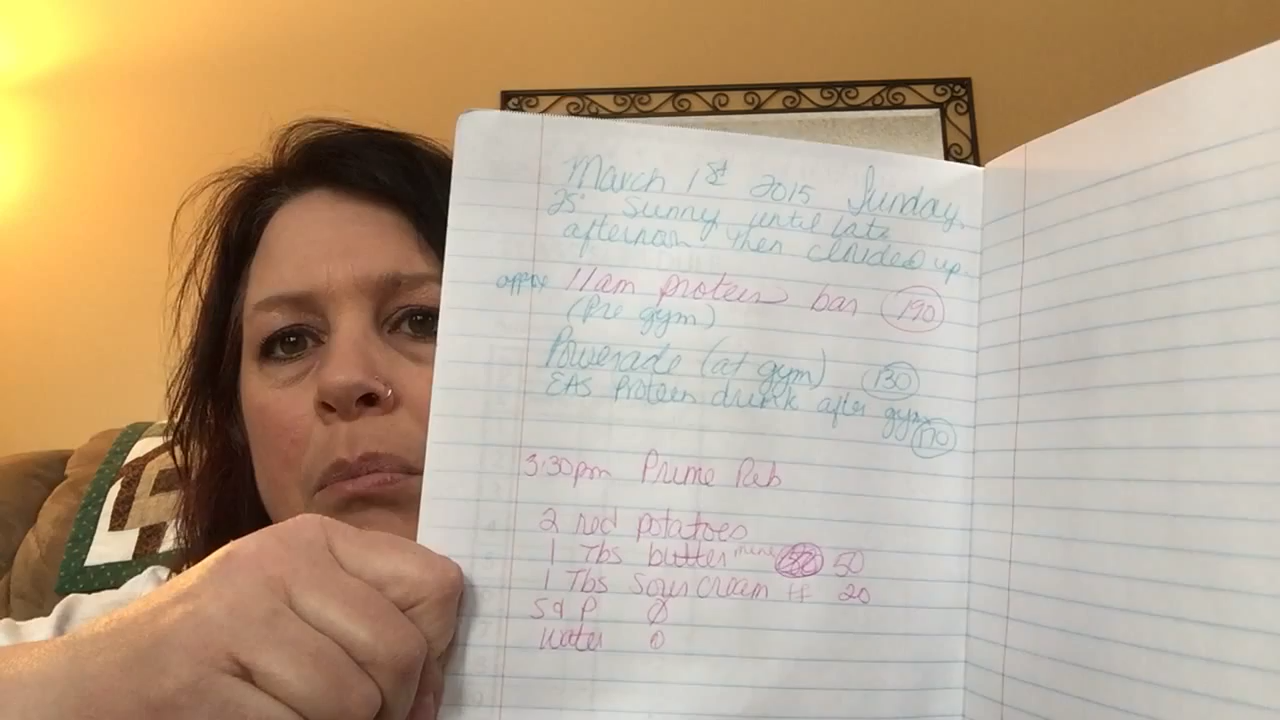 March 1st 2015 Sunday
25° Sunny until late
afternoon then clouded up
approx 11am protein bar 190
(Pre gym)
Powerade (at gym) 130
EAS Protein drink after gym
170
3:30pm Prime Rib
2 red potatoes
1 Tbs butter mine 50
1 Tbs sour cream lf 20
S & P 0
water 0